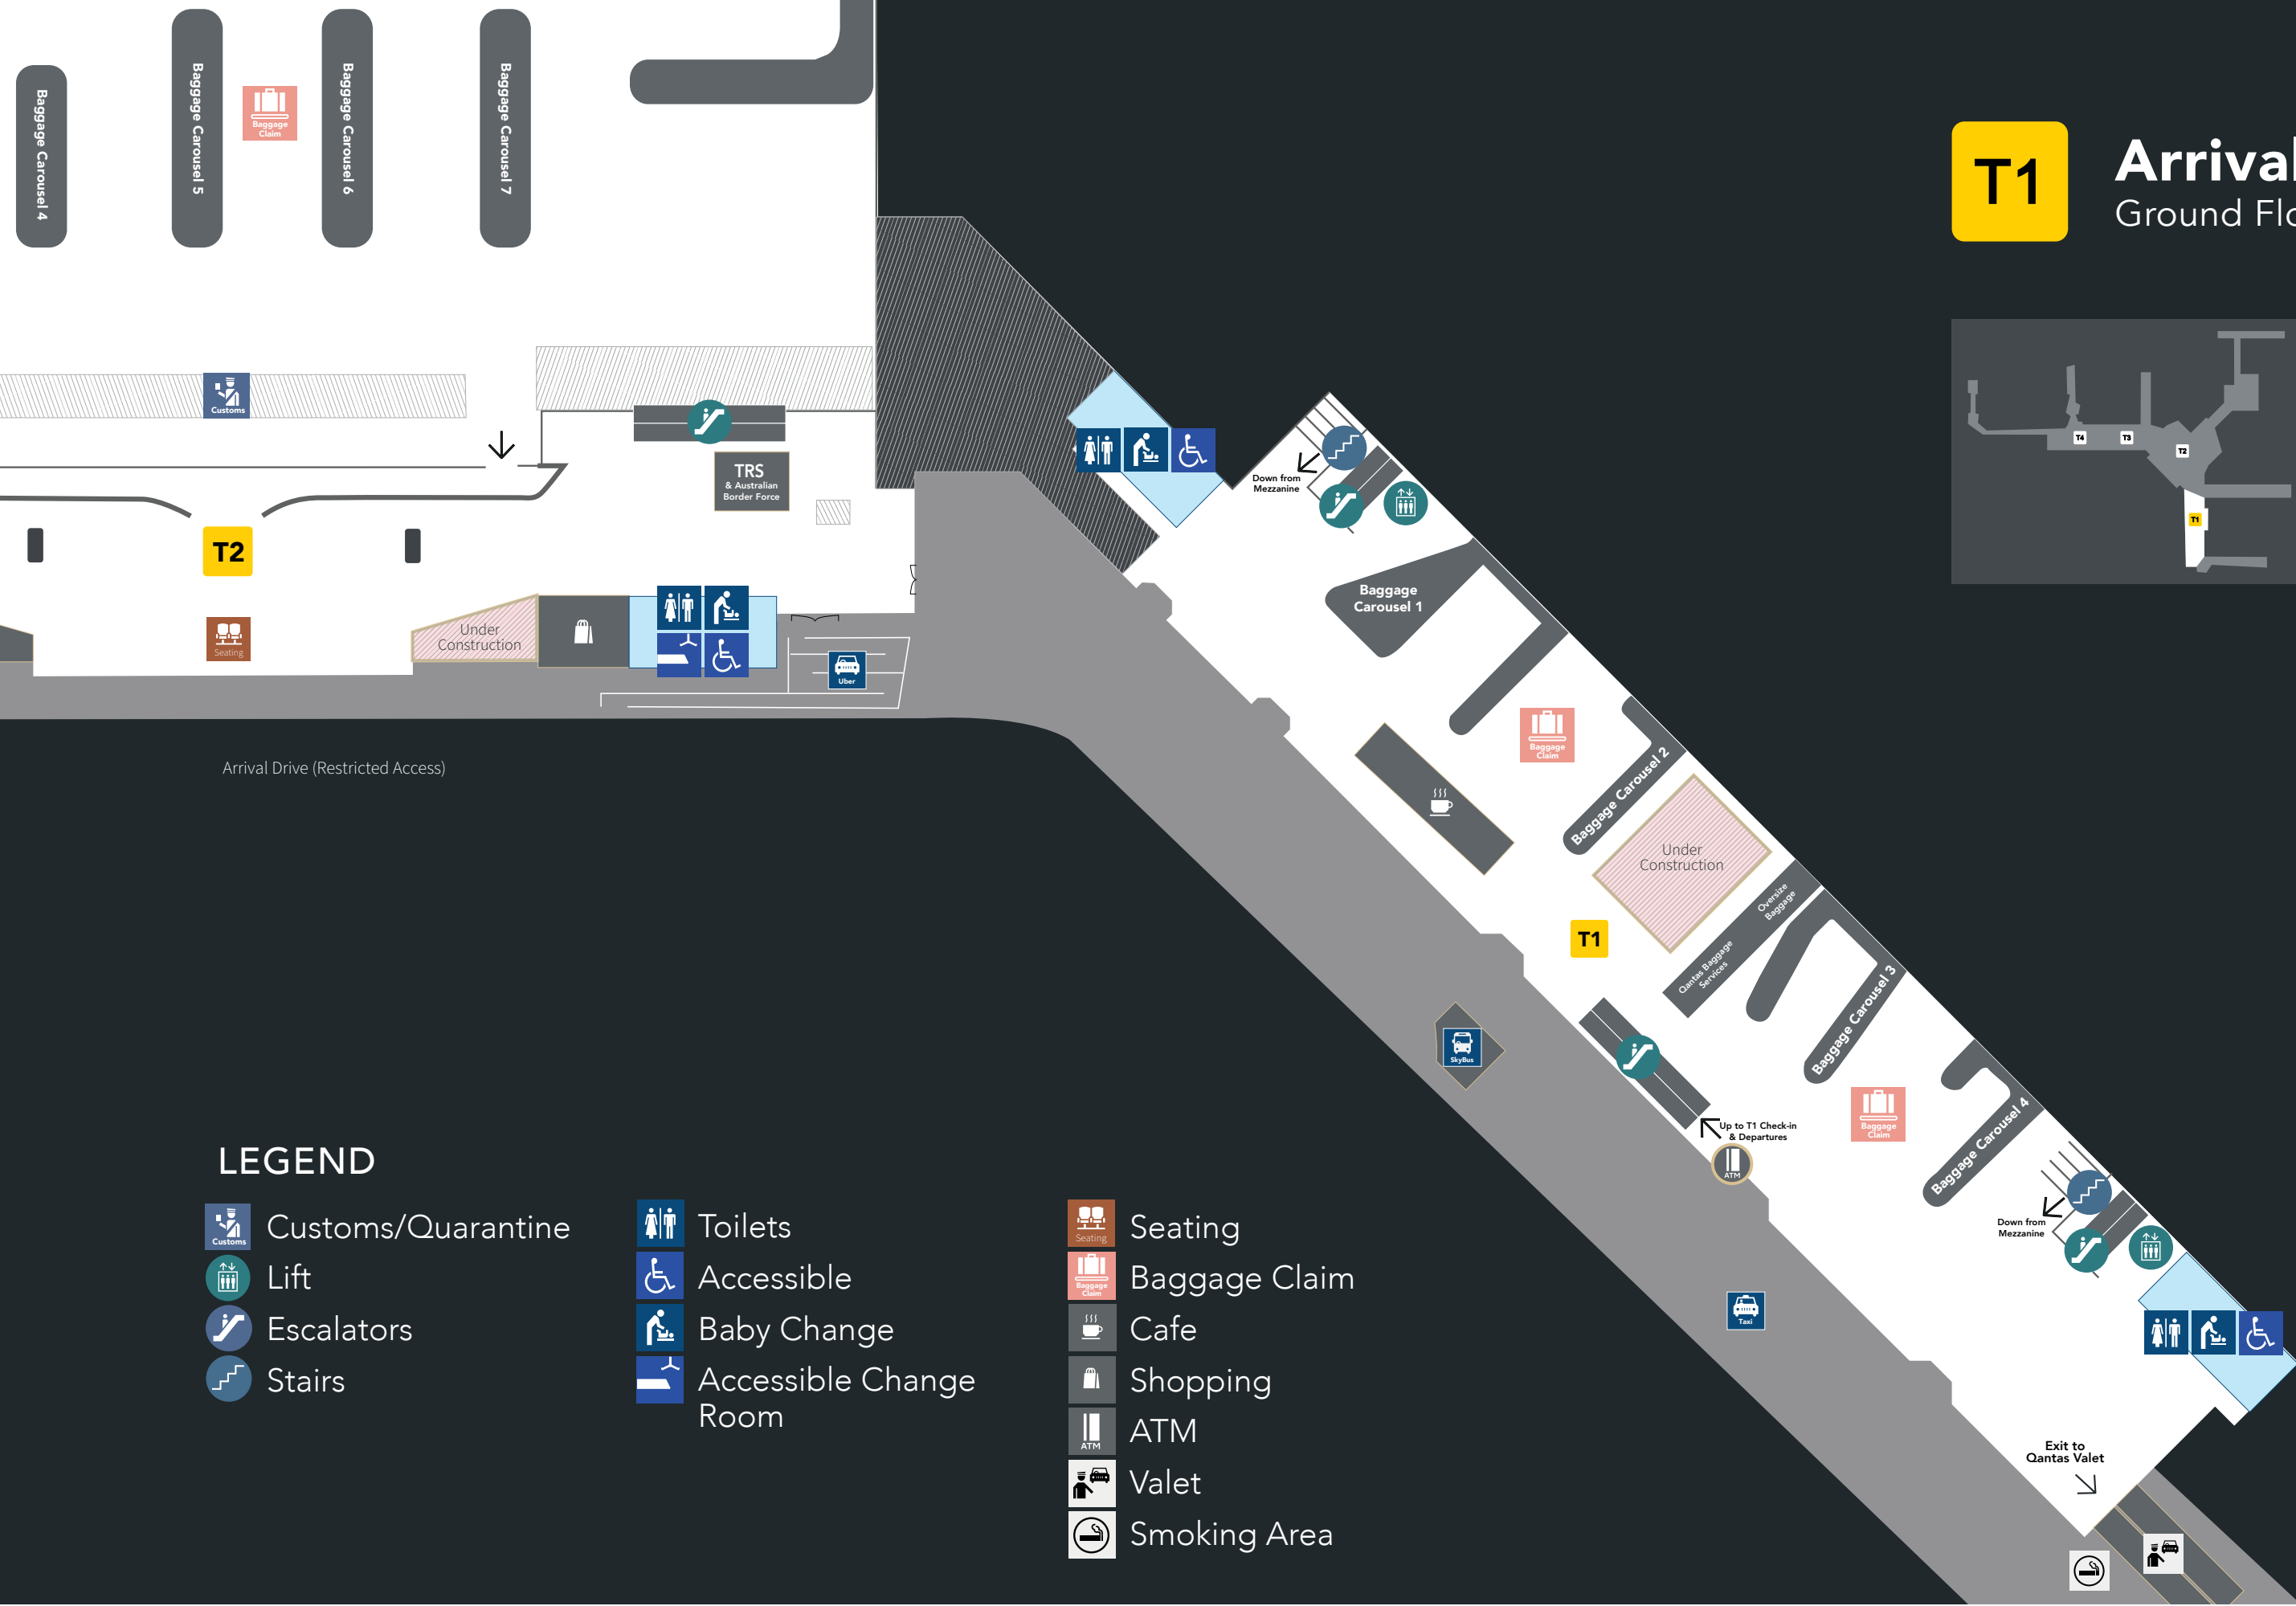 Baggage Carousel 4
Baggage Carousel 5
Baggage
Claim
Baggage Carousel 6
Baggage Carousel 7
T1
Arrival
Ground Flo
T4
T3
T2
T1
Customs
TRS
& Australian
Border Force
T2
Seating
Under
Construction
Uber
Arrival Drive (Restricted Access)
Down from
Mezzanine
Baggage
Carousel 1
Baggage
Claim
Baggage Carousel 2
Under
Construction
Oversize
Baggage
Qantas Baggage
Services
T1
Baggage Carousel 3
SkyBus
Up to T1 Check-in
& Departures
ATM
Baggage
Claim
Baggage Carousel 4
Down from
Mezzanine
Taxi
Exit to
Qantas Valet
LEGEND
Customs
Customs/Quarantine
Lift
Escalators
Stairs
Toilets
Accessible
Baby Change
Accessible Change
Room
Seating
Seating
Baggage
Claim
Baggage Claim
Cafe
Shopping
ATM
ATM
Valet
Smoking Area